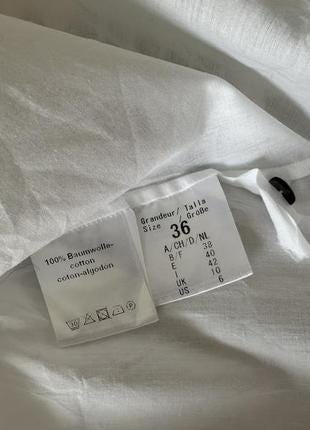 Grandeur/ Talla
Size / Größe
36
A/CH/D/NL
B/F 38
E 40
I 42
UK 10
US 6
100% Baumwolle-
cotton
coton-algodon
30 P